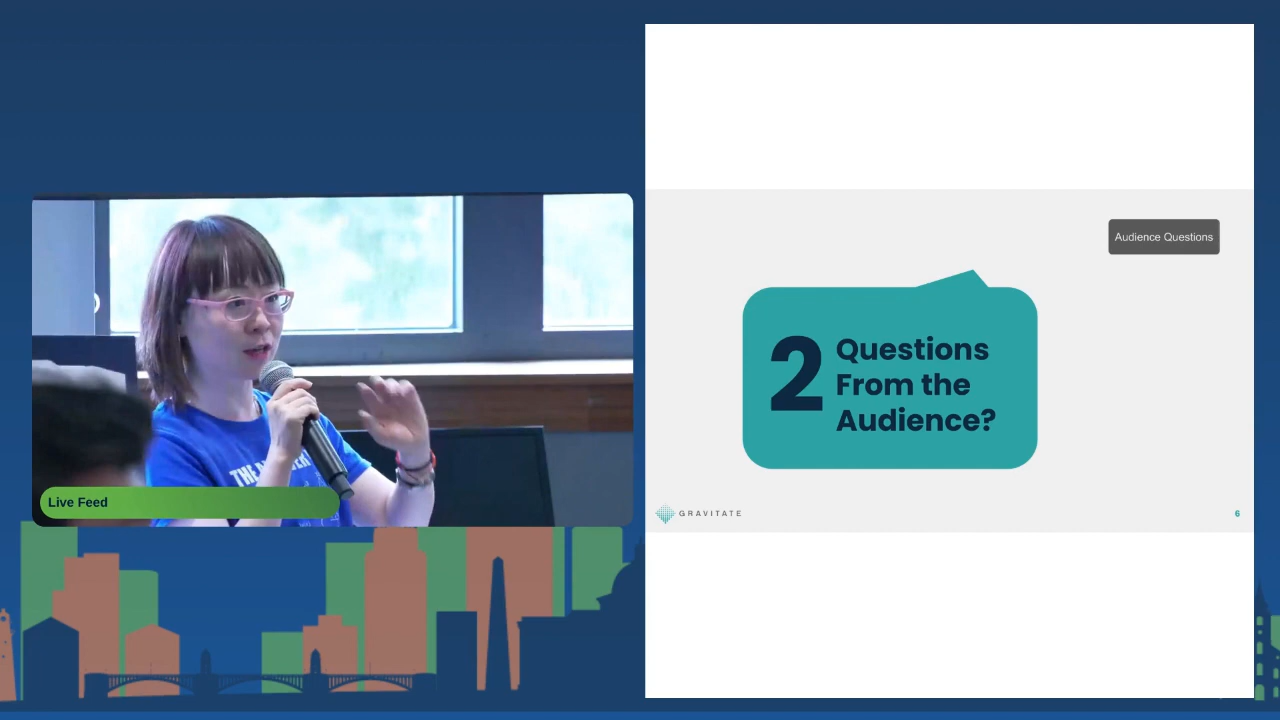 Live Feed
Audience Questions
2 Questions
From the
Audience?
GRAVITATE
6